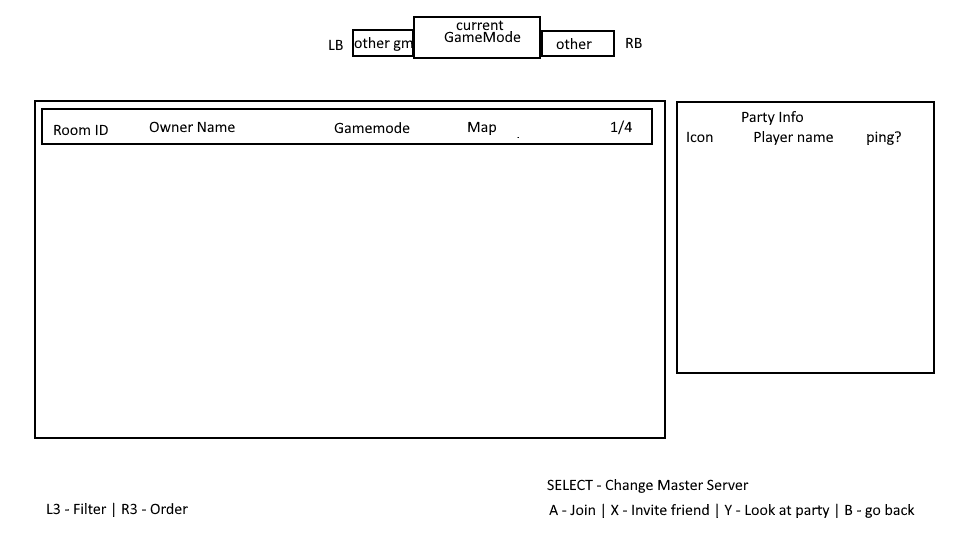 current
GameMode
LB other gm other RB
Room ID Owner Name Gamemode Map . 1/4
Party Info
Icon Player name ping?
SELECT - Change Master Server
L3 - Filter | R3 - Order
A - Join | X - Invite friend | Y - Look at party | B - go back